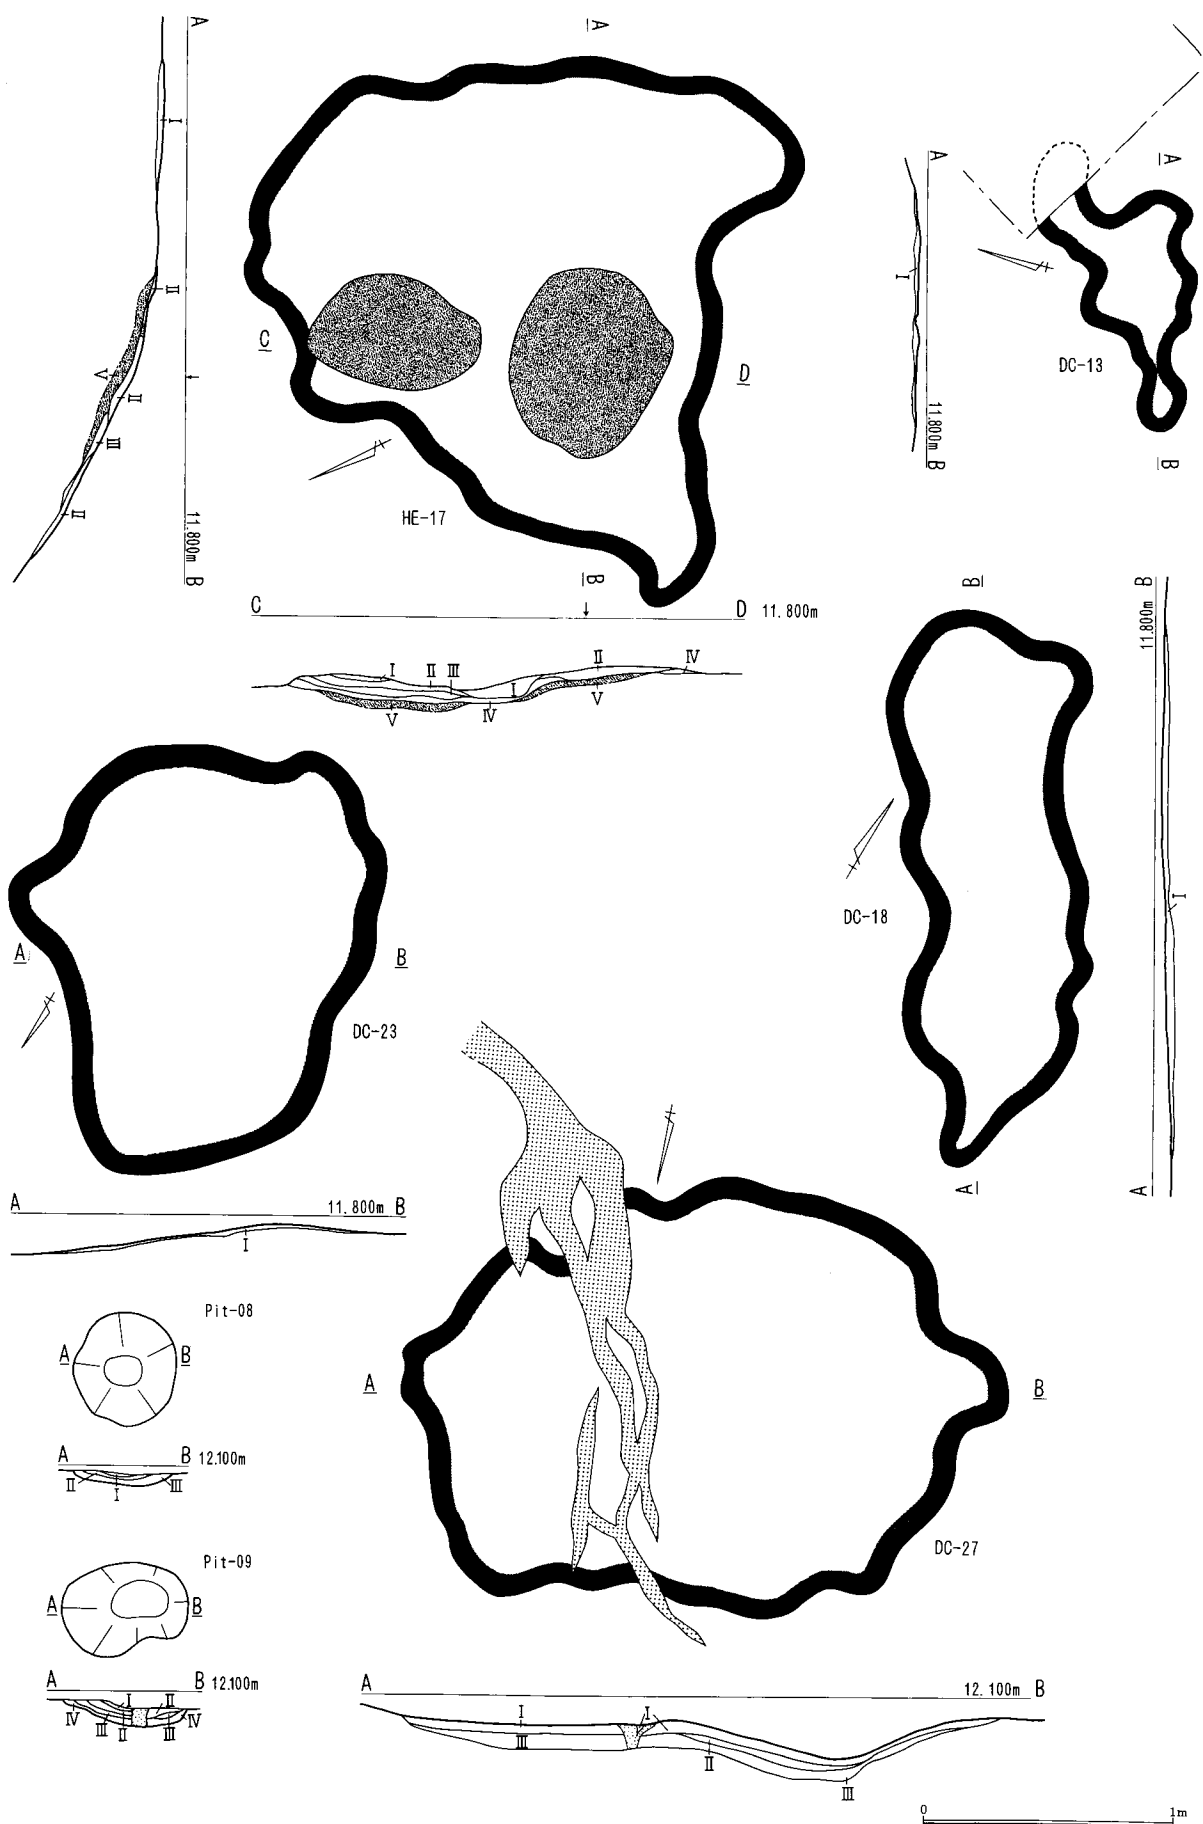 A
I
II
V
II
III
II
11.800m
B
A
C
D
HE-17
B
C
D 11.800m
I
II
III
I
II
IV
V
IV
V
A
I
11.800m
B
A
DC-13
B
B
DC-18
A
B
11.800m
I
A
A
B
DC-23
A
11.800m B
I
Pit-08
A
B
A
B 12.100m
II
I
III
Pit-09
A
B
A
B 12.100m
I
II
IV
III
II
III
IV
A
B
DC-27
A
12.100m B
I
I
III
II
III
0
1m